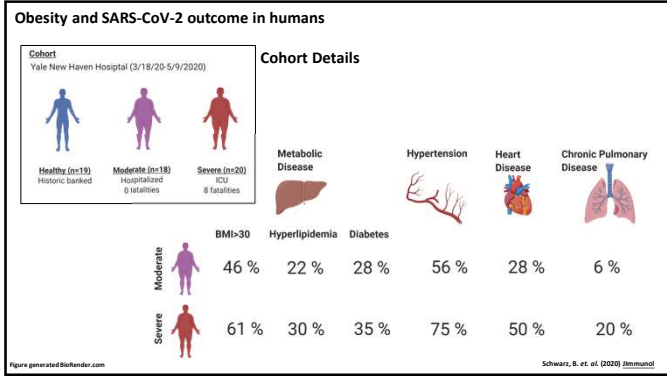 Obesity and SARS-CoV-2 outcome in humans
Cohort
Yale New Haven Hosiptal (3/18/20-5/9/2020)
Cohort Details
Healthy (n=19)
Historic banked
Moderate (n=18)
Hospitalized
0 fatalities
Severe (n=20)
ICU
8 fatalities
Metabolic
Disease
Hypertension
Heart
Disease
Chronic Pulmonary
Disease
BMI>30 Hyperlipidemia Diabetes
Moderate
46 % 22 % 28 % 56 % 28 % 6 %
Severe
61 % 30 % 35 % 75 % 50 % 20 %
Figure generated BioRender.com
Schwarz, B. et. al. (2020) JImmunol